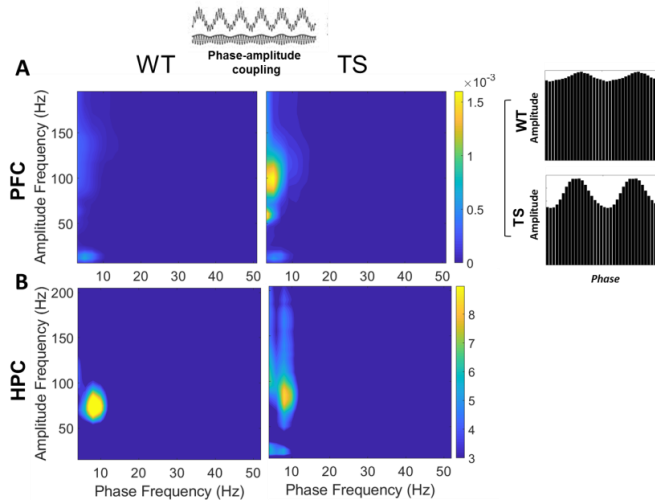 Phase-amplitude
coupling
A
WT
TS
×10⁻³
PFC
Amplitude Frequency (Hz)
150
100
50
10 20 30 40 50
10 20 30 40 50
1.5
1
0.5
0
WT
Amplitude
TS
Amplitude
Phase
B
HPC
Amplitude Frequency (Hz)
200
150
100
50
10 20 30 40 50
10 20 30 40 50
Phase Frequency (Hz)
Phase Frequency (Hz)
8
7
6
5
4
3